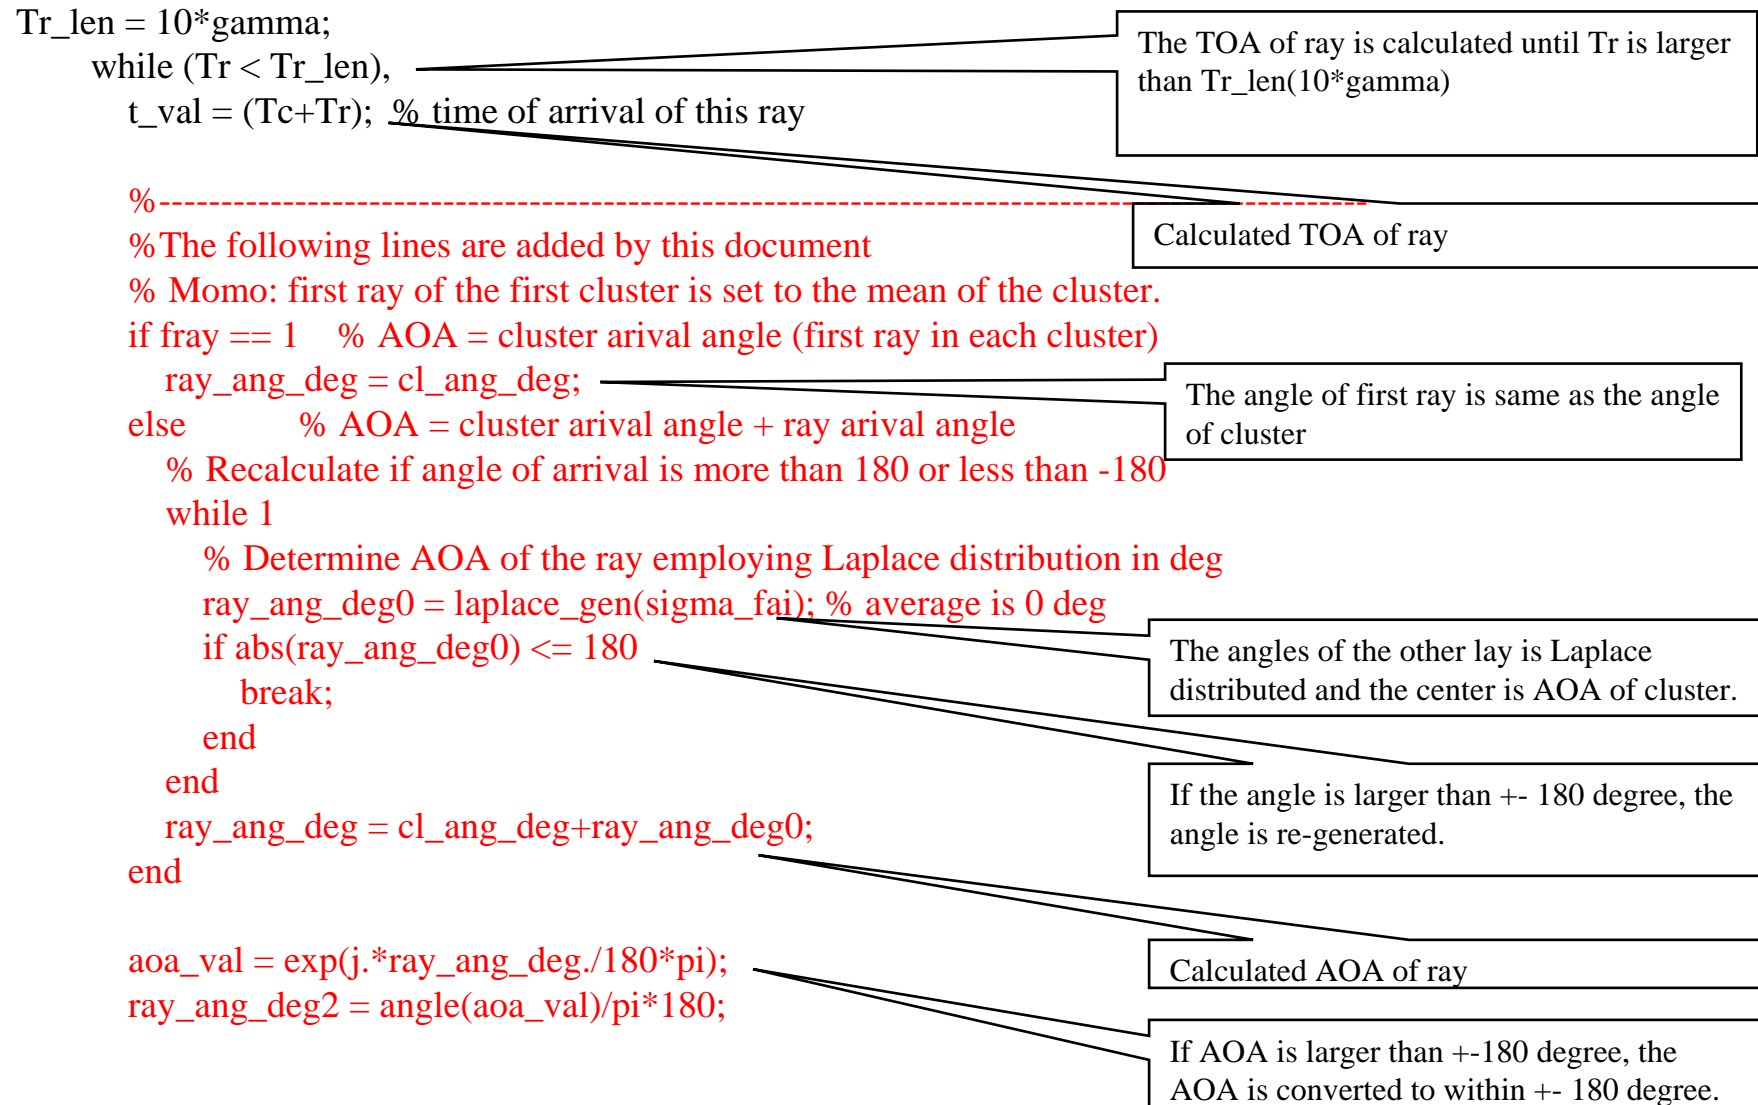 Tr_len = 10*gamma;
while (Tr < Tr_len),
t_val = (Tc+Tr); % time of arrival of this ray
The TOA of ray is calculated until Tr is larger
than Tr_len(10*gamma)
%--------------------------------------------------------------------------------------------------
Calculated TOA of ray
%The following lines are added by this document
% Momo: first ray of the first cluster is set to the mean of the cluster.
if fray == 1 % AOA = cluster arival angle (first ray in each cluster)
ray_ang_deg = cl_ang_deg;
The angle of first ray is same as the angle
of cluster
else % AOA = cluster arival angle + ray arival angle
% Recalculate if angle of arrival is more than 180 or less than -180
while 1
% Determine AOA of the ray employing Laplace distribution in deg
ray_ang_deg0 = laplace_gen(sigma_fai); % average is 0 deg
if abs(ray_ang_deg0) <= 180
The angles of the other lay is Laplace
distributed and the center is AOA of cluster.
break;
end
end
If the angle is larger than +- 180 degree, the
angle is re-generated.
ray_ang_deg = cl_ang_deg+ray_ang_deg0;
end
Calculated AOA of ray
aoa_val = exp(j.*ray_ang_deg./180*pi);
ray_ang_deg2 = angle(aoa_val)/pi*180;
If AOA is larger than +-180 degree, the
AOA is converted to within +- 180 degree.